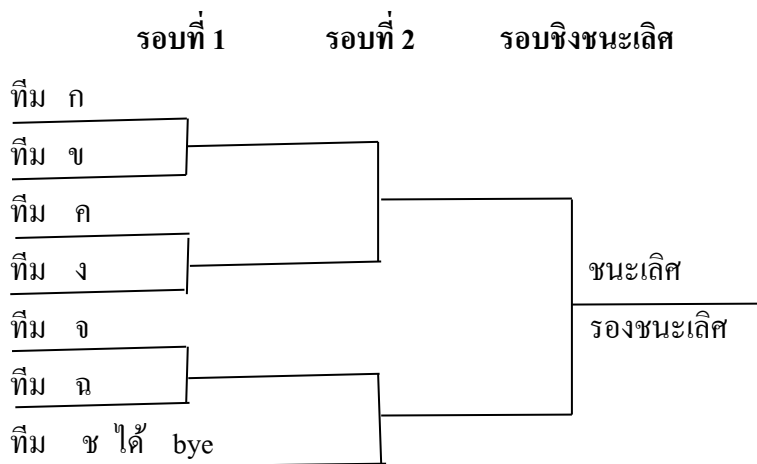 รอบที่ 1 รอบที่ 2 รอบชิงชนะเลิศ
ทีม ก
ทีม ข
ทีม ค
ทีม ง
ชนะเลิศ
ทีม จ
รองชนะเลิศ
ทีม ฉ
ทีม ช ได้ bye